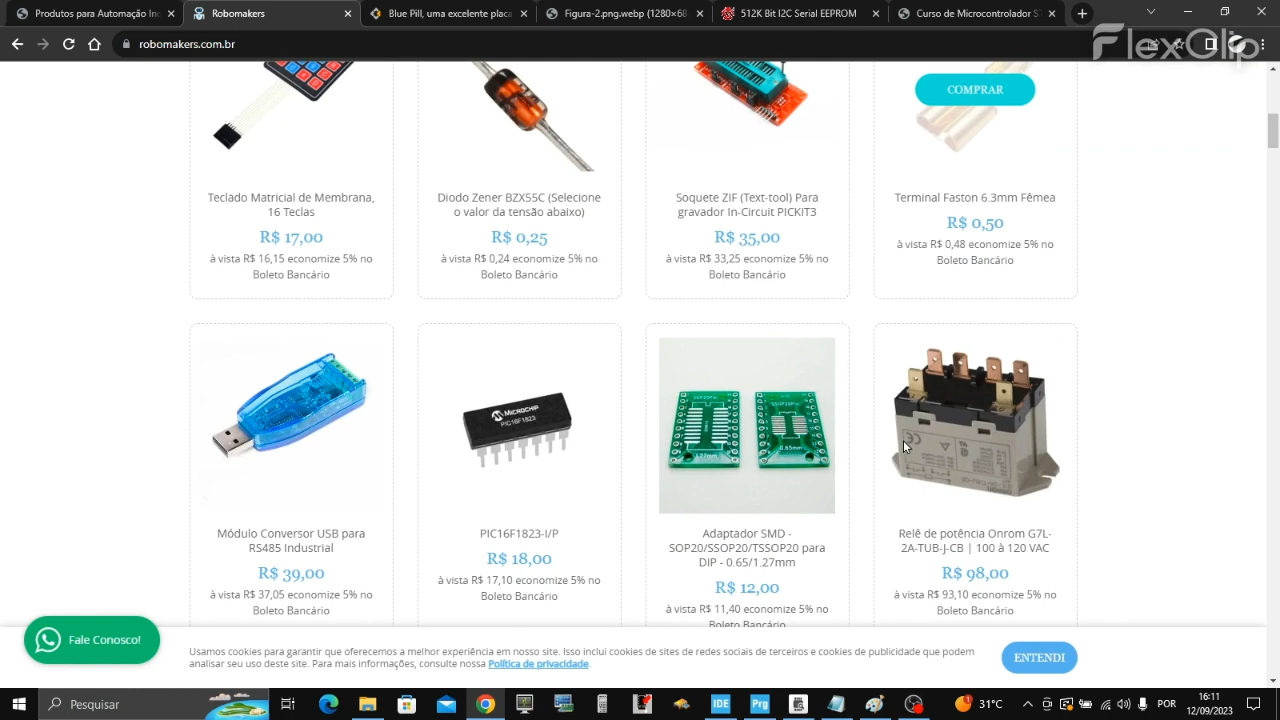 Produtos para Automação In
Robomakers
Blue Pill, uma excelente placa
Figura-2.png.webp (1280×68
512K Bit I2C Serial EEPROM
Curso de Microcontrolador ST
robomakers.com.br
FlexClip
COMPRAR
Teclado Matricial de Membrana,
16 Teclas
R$ 17,00
à vista R$ 16,15 economize 5% no
Boleto Bancário
Diodo Zener BZX55C (Selecione
o valor da tensão abaixo)
R$ 0,25
à vista R$ 0,24 economize 5% no
Boleto Bancário
Soquete ZIF (Text-tool) Para
gravador In-Circuit PICKIT3
R$ 35,00
à vista R$ 33,25 economize 5% no
Boleto Bancário
Terminal Faston 6.3mm Fêmea
R$ 0,50
à vista R$ 0,48 economize 5% no
Boleto Bancário
Módulo Conversor USB para
RS485 Industrial
R$ 39,00
à vista R$ 37,05 economize 5% no
Boleto Bancário
MICROCHIP
PIC16F1823
PIC16F1823-I/P
R$ 18,00
à vista R$ 17,10 economize 5% no
Boleto Bancário
1.27mm
0.65mm
Adaptador SMD -
SOP20/SSOP20/TSSOP20 para
DIP - 0.65/1.27mm
R$ 12,00
à vista R$ 11,40 economize 5% no
Boleto Bancário
Relê de potência Onrom G7L-
2A-TUB-J-CB | 100 à 120 VAC
R$ 98,00
à vista R$ 93,10 economize 5% no
Boleto Bancário
Fale Conosco!
Usamos cookies para garantir que oferecemos a melhor experiência em nosso site. Isso inclui cookies de sites de redes sociais de terceiros e cookies de publicidade que podem
analisar seu uso deste site. Para mais informações, consulte nossa Política de privacidade.
ENTENDI
Pesquisar
IDE
Prg
1
31°C
POR
16:11
12/09/2023